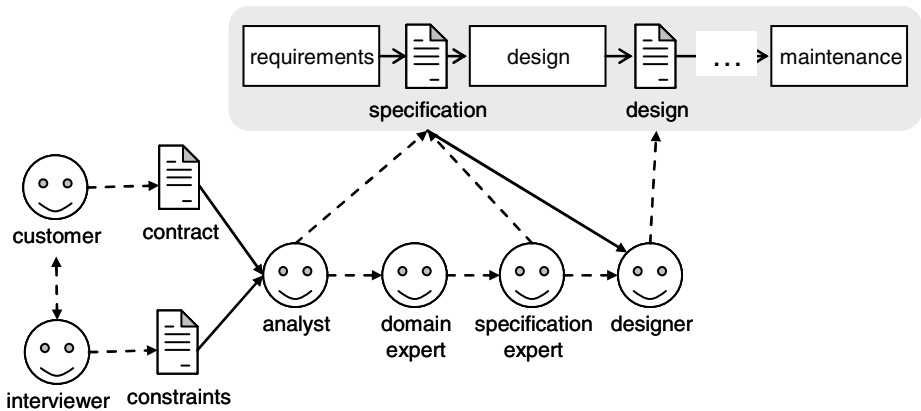 requirements
design
...
maintenance
specification
design
customer
contract
analyst
domain
expert
specification
expert
designer
interviewer
constraints